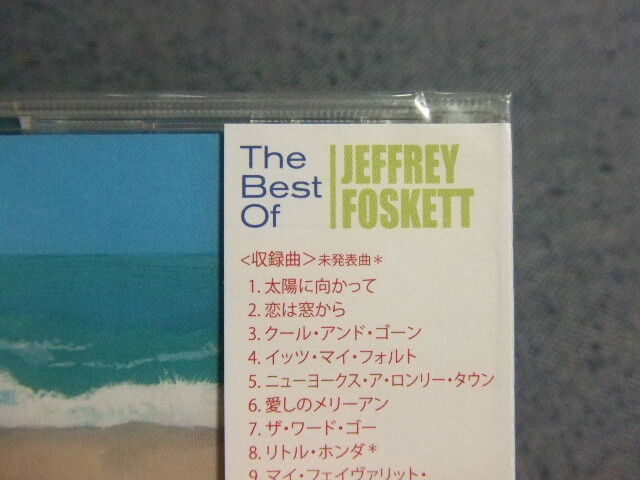 The
Best
Of
JEFFREY
FOSKETT
<収録曲>未発表曲*
1. 太陽に向かって
2. 恋は窓から
3. クール・アンド・ゴーン
4. イッツ・マイ・フォルト
5. ニューヨークス・ア・ロンリー・タウン
6. 愛しのメリーアン
7. ザ・ワード・ゴー
8. リトル・ホンダ*
9. マイ・フェイヴァリット・